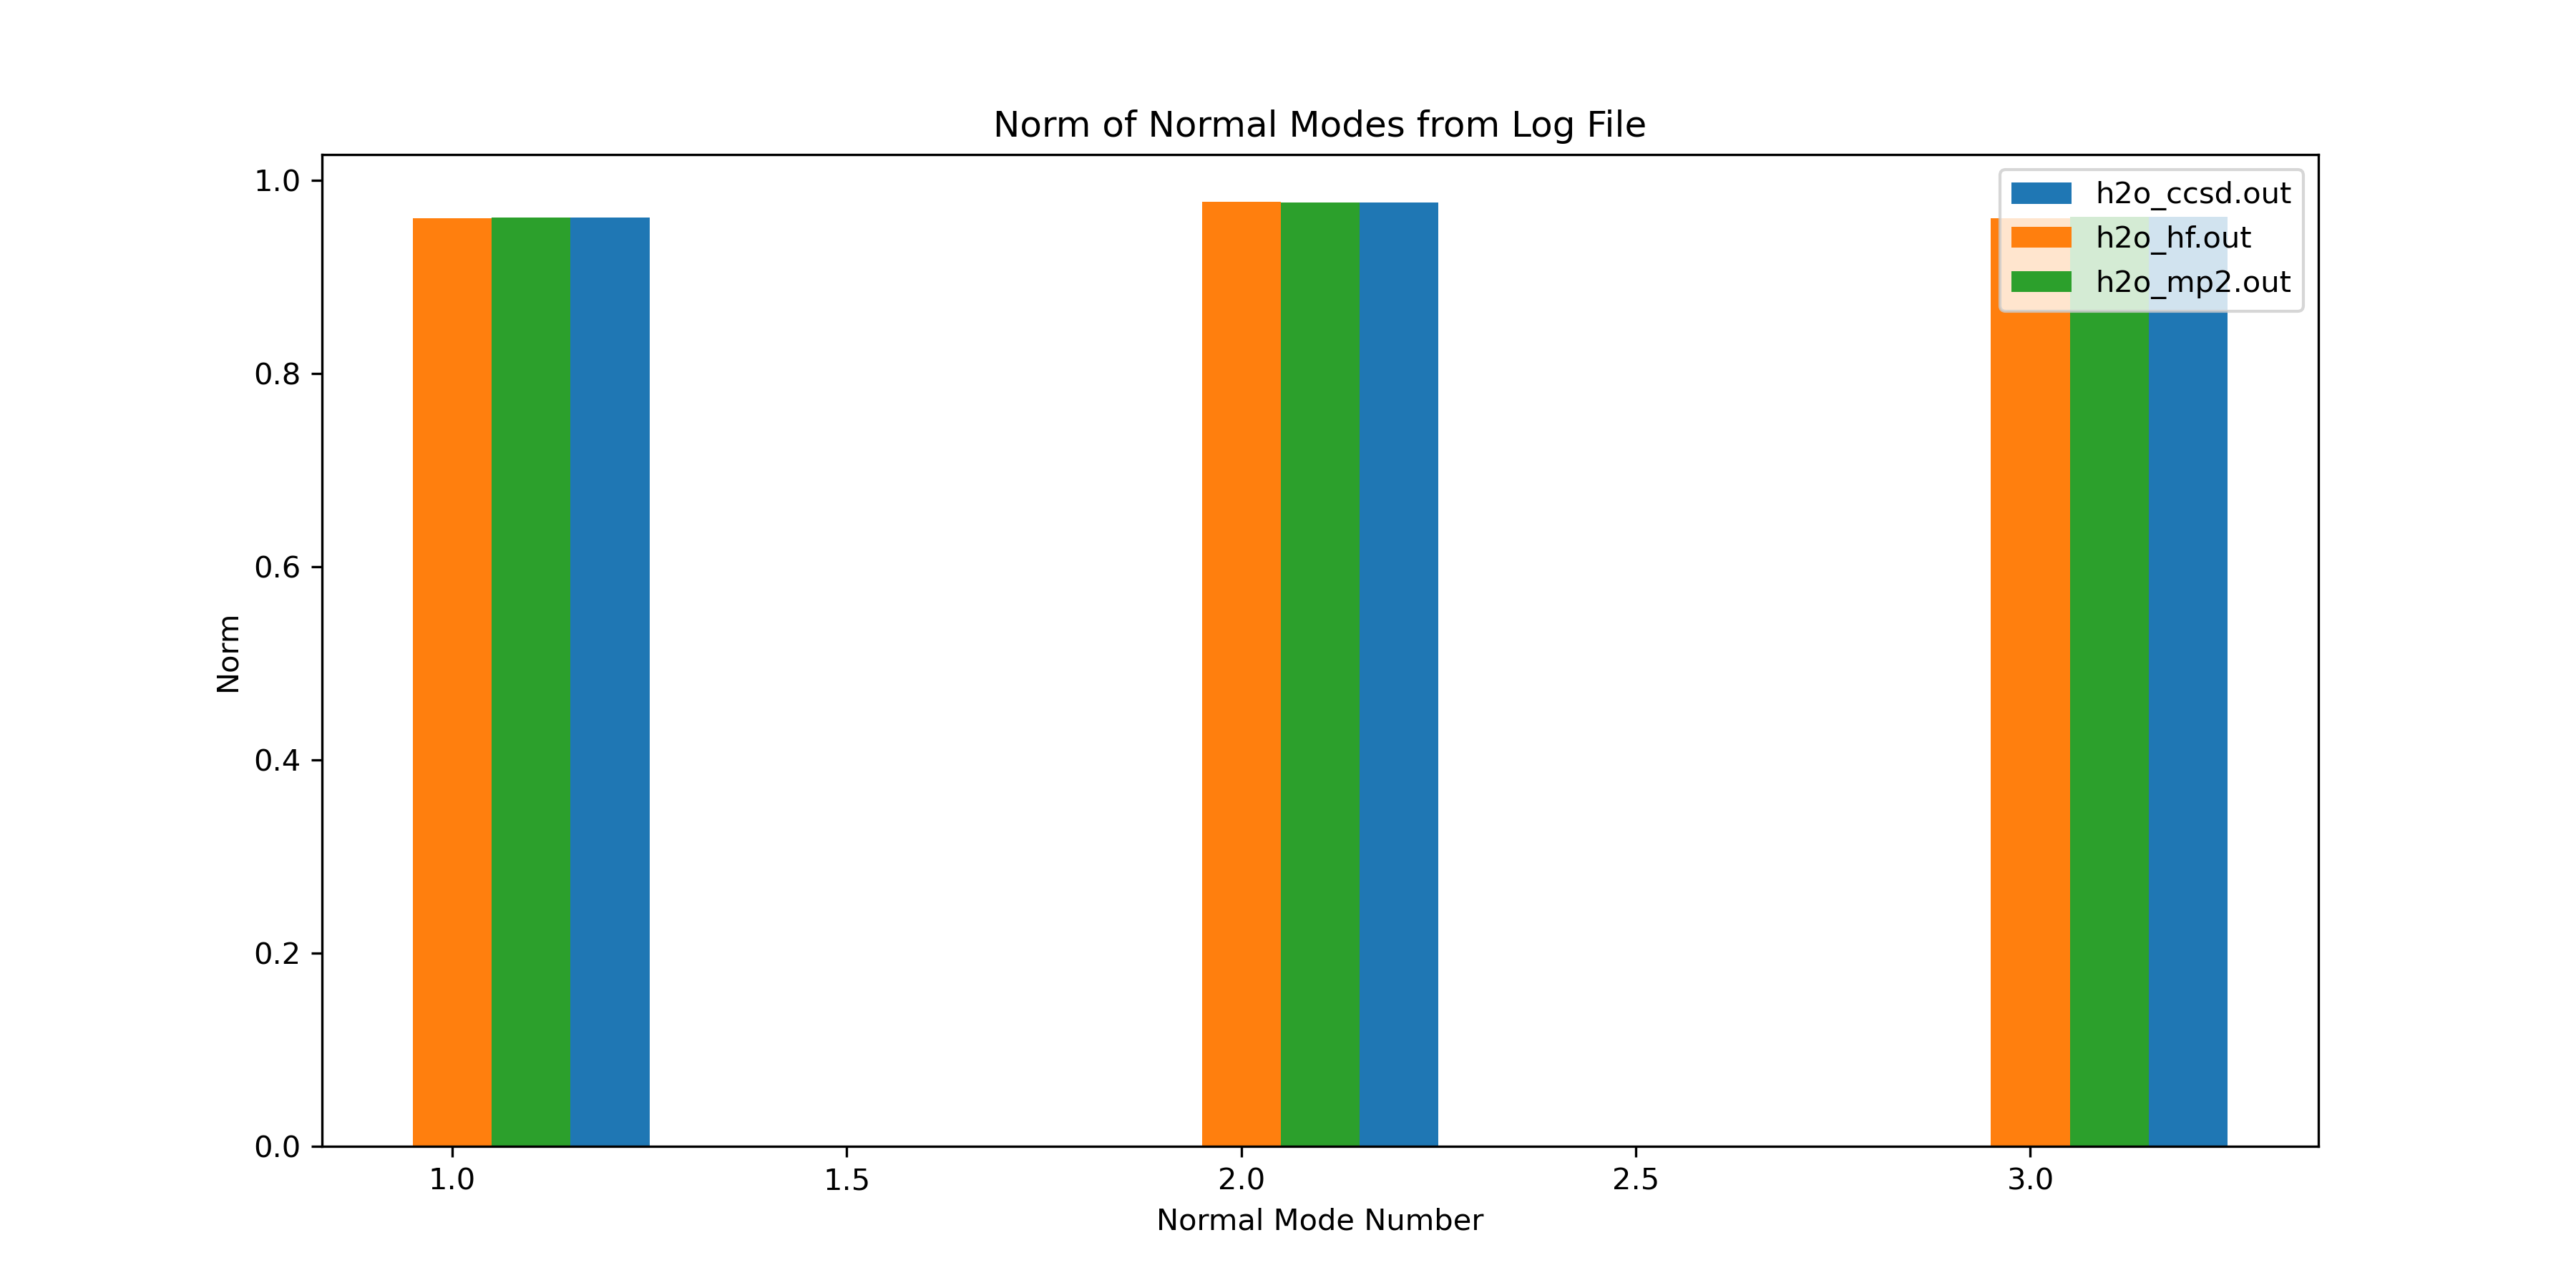 Norm of Normal Modes from Log File
h2o_ccsd.out
h2o_hf.out
h2o_mp2.out
1.0
0.8
0.6
0.4
0.2
0.0
Norm
1.0 1.5 2.0 2.5 3.0
Normal Mode Number